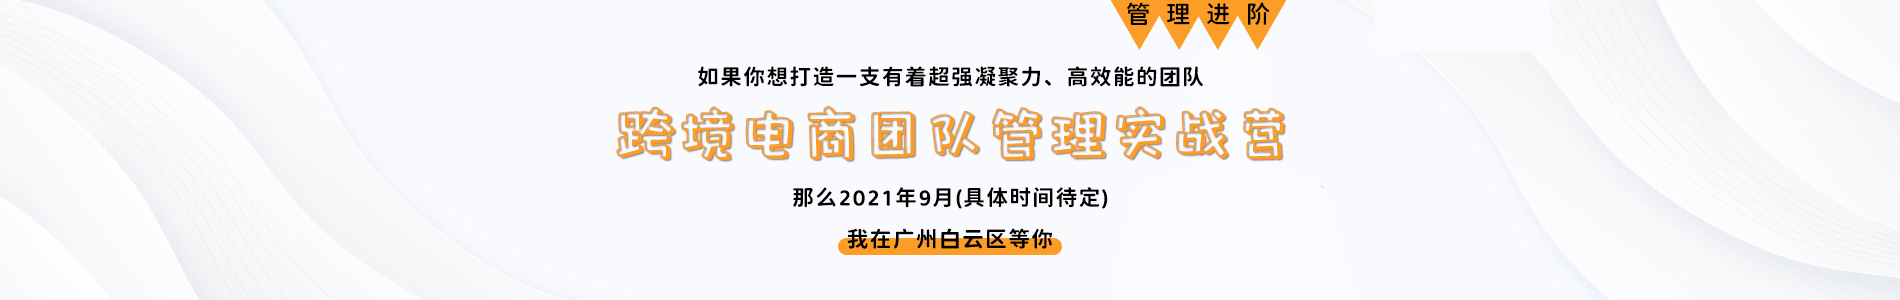 管理进阶
如果你想打造一支有着超强凝聚力、高效能的团队
跨境电商团队管理实战营
那么2021年9月(具体时间待定)
我在广州白云区等你